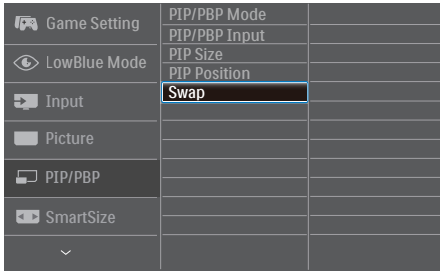 Game Setting
LowBlue Mode
Input
Picture
PIP/PBP
SmartSize
PIP/PBP Mode
PIP/PBP Input
PIP Size
PIP Position
Swap